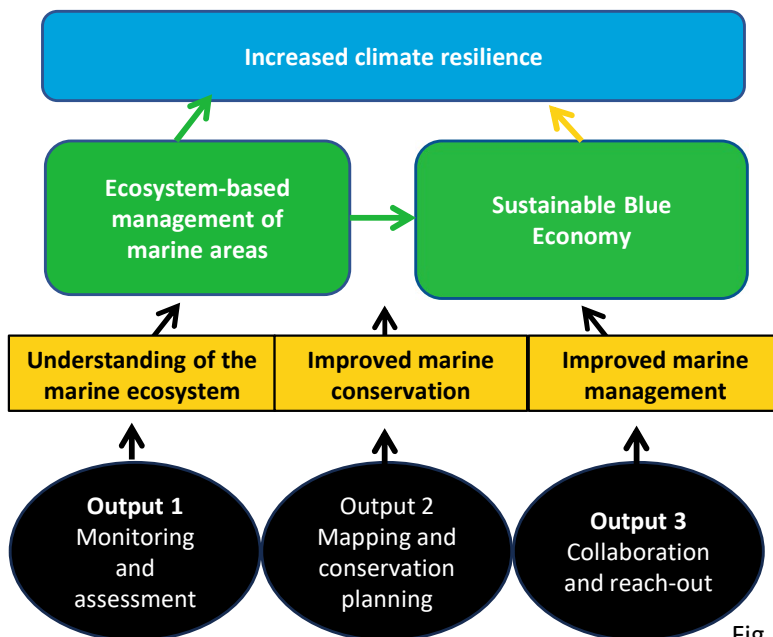 Increased climate resilience
Ecosystem-based
management of
marine areas
Sustainable Blue
Economy
Understanding of the
marine ecosystem
Improved marine
conservation
Improved marine
management
Output 1
Monitoring
and
assessment
Output 2
Mapping and
conservation
planning
Output 3
Collaboration
and reach-out
Fig